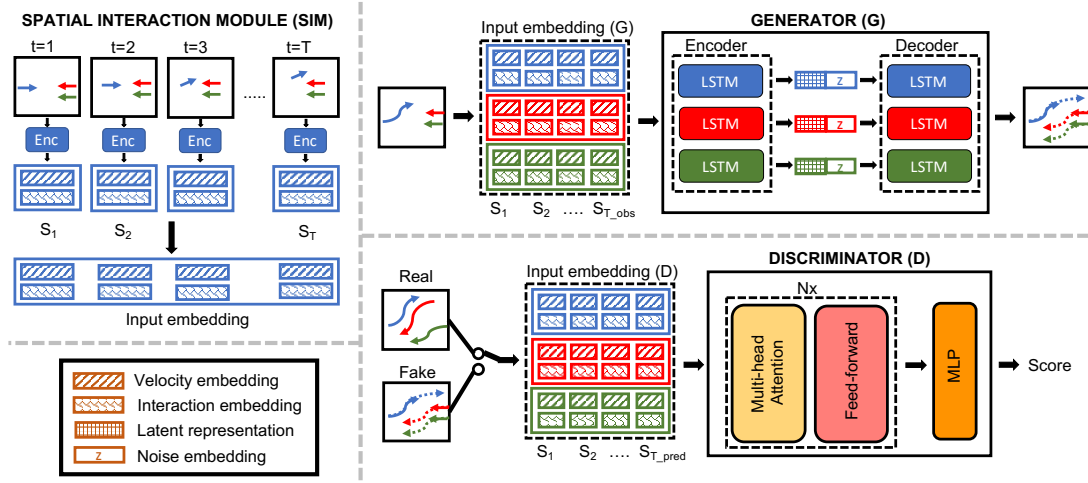 SPATIAL INTERACTION MODULE (SIM)
t=1 t=2 t=3 t=T
.....
Enc Enc Enc Enc
S1 S2 ST
Input embedding
Velocity embedding
Interaction embedding
Latent representation
z Noise embedding
Input embedding (G)
GENERATOR (G)
Encoder Decoder
LSTM z LSTM
LSTM z LSTM
LSTM z LSTM
S1 S2 .... ST_obs
DISCRIMINATOR (D)
Real
Fake
Input embedding (D)
S1 S2 .... ST_pred
Nx
Multi-head
Attention
Feed-forward
MLP
Score